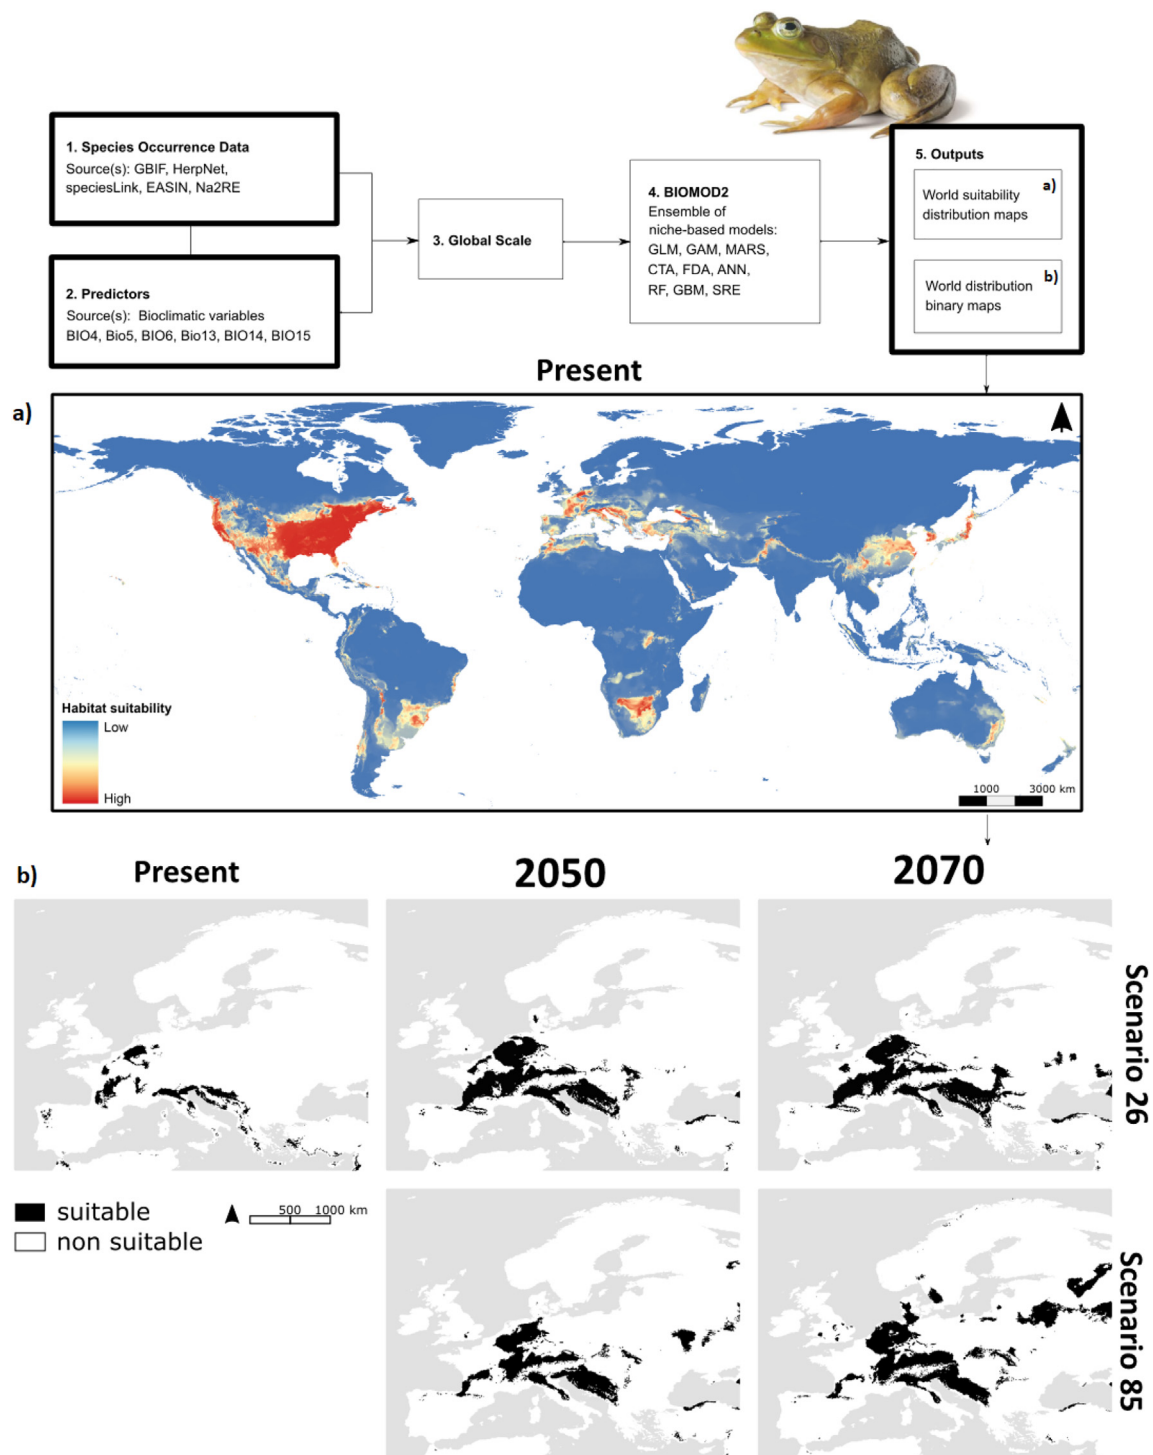 1. Species Occurrence Data
Source(s): GBIF, HerpNet,
speciesLink, EASIN, Na2RE
2. Predictors
Source(s): Bioclimatic variables
BIO4, Bio5, BIO6, Bio13, BIO14, BIO15
3. Global Scale
4. BIOMOD2
Ensemble of
niche-based models:
GLM, GAM, MARS,
CTA, FDA, ANN,
RF, GBM, SRE
5. Outputs
a)
World suitability
distribution maps
b)
World distribution
binary maps
Present
a)
Habitat suitability
Low
High
1000 3000 km
b)
Present
2050
2070
Scenario 26
suitable
non suitable
500 1000 km
Scenario 85